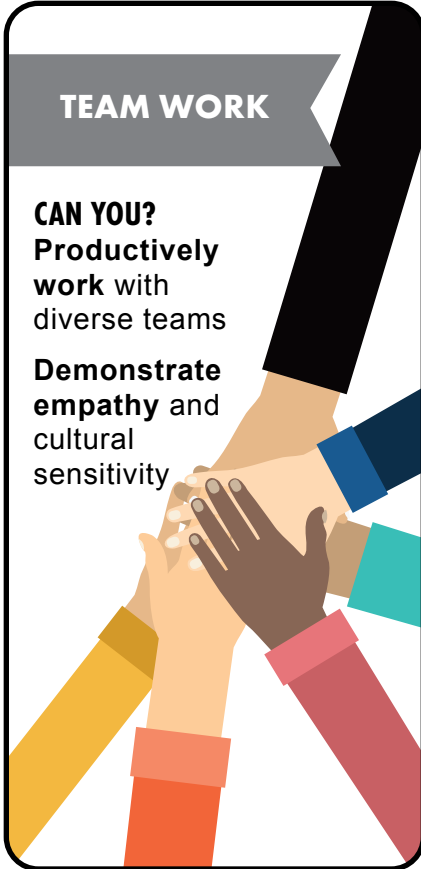 TEAM WORK
CAN YOU?
Productively
work with
diverse teams
Demonstrate
empathy and
cultural
sensitivity